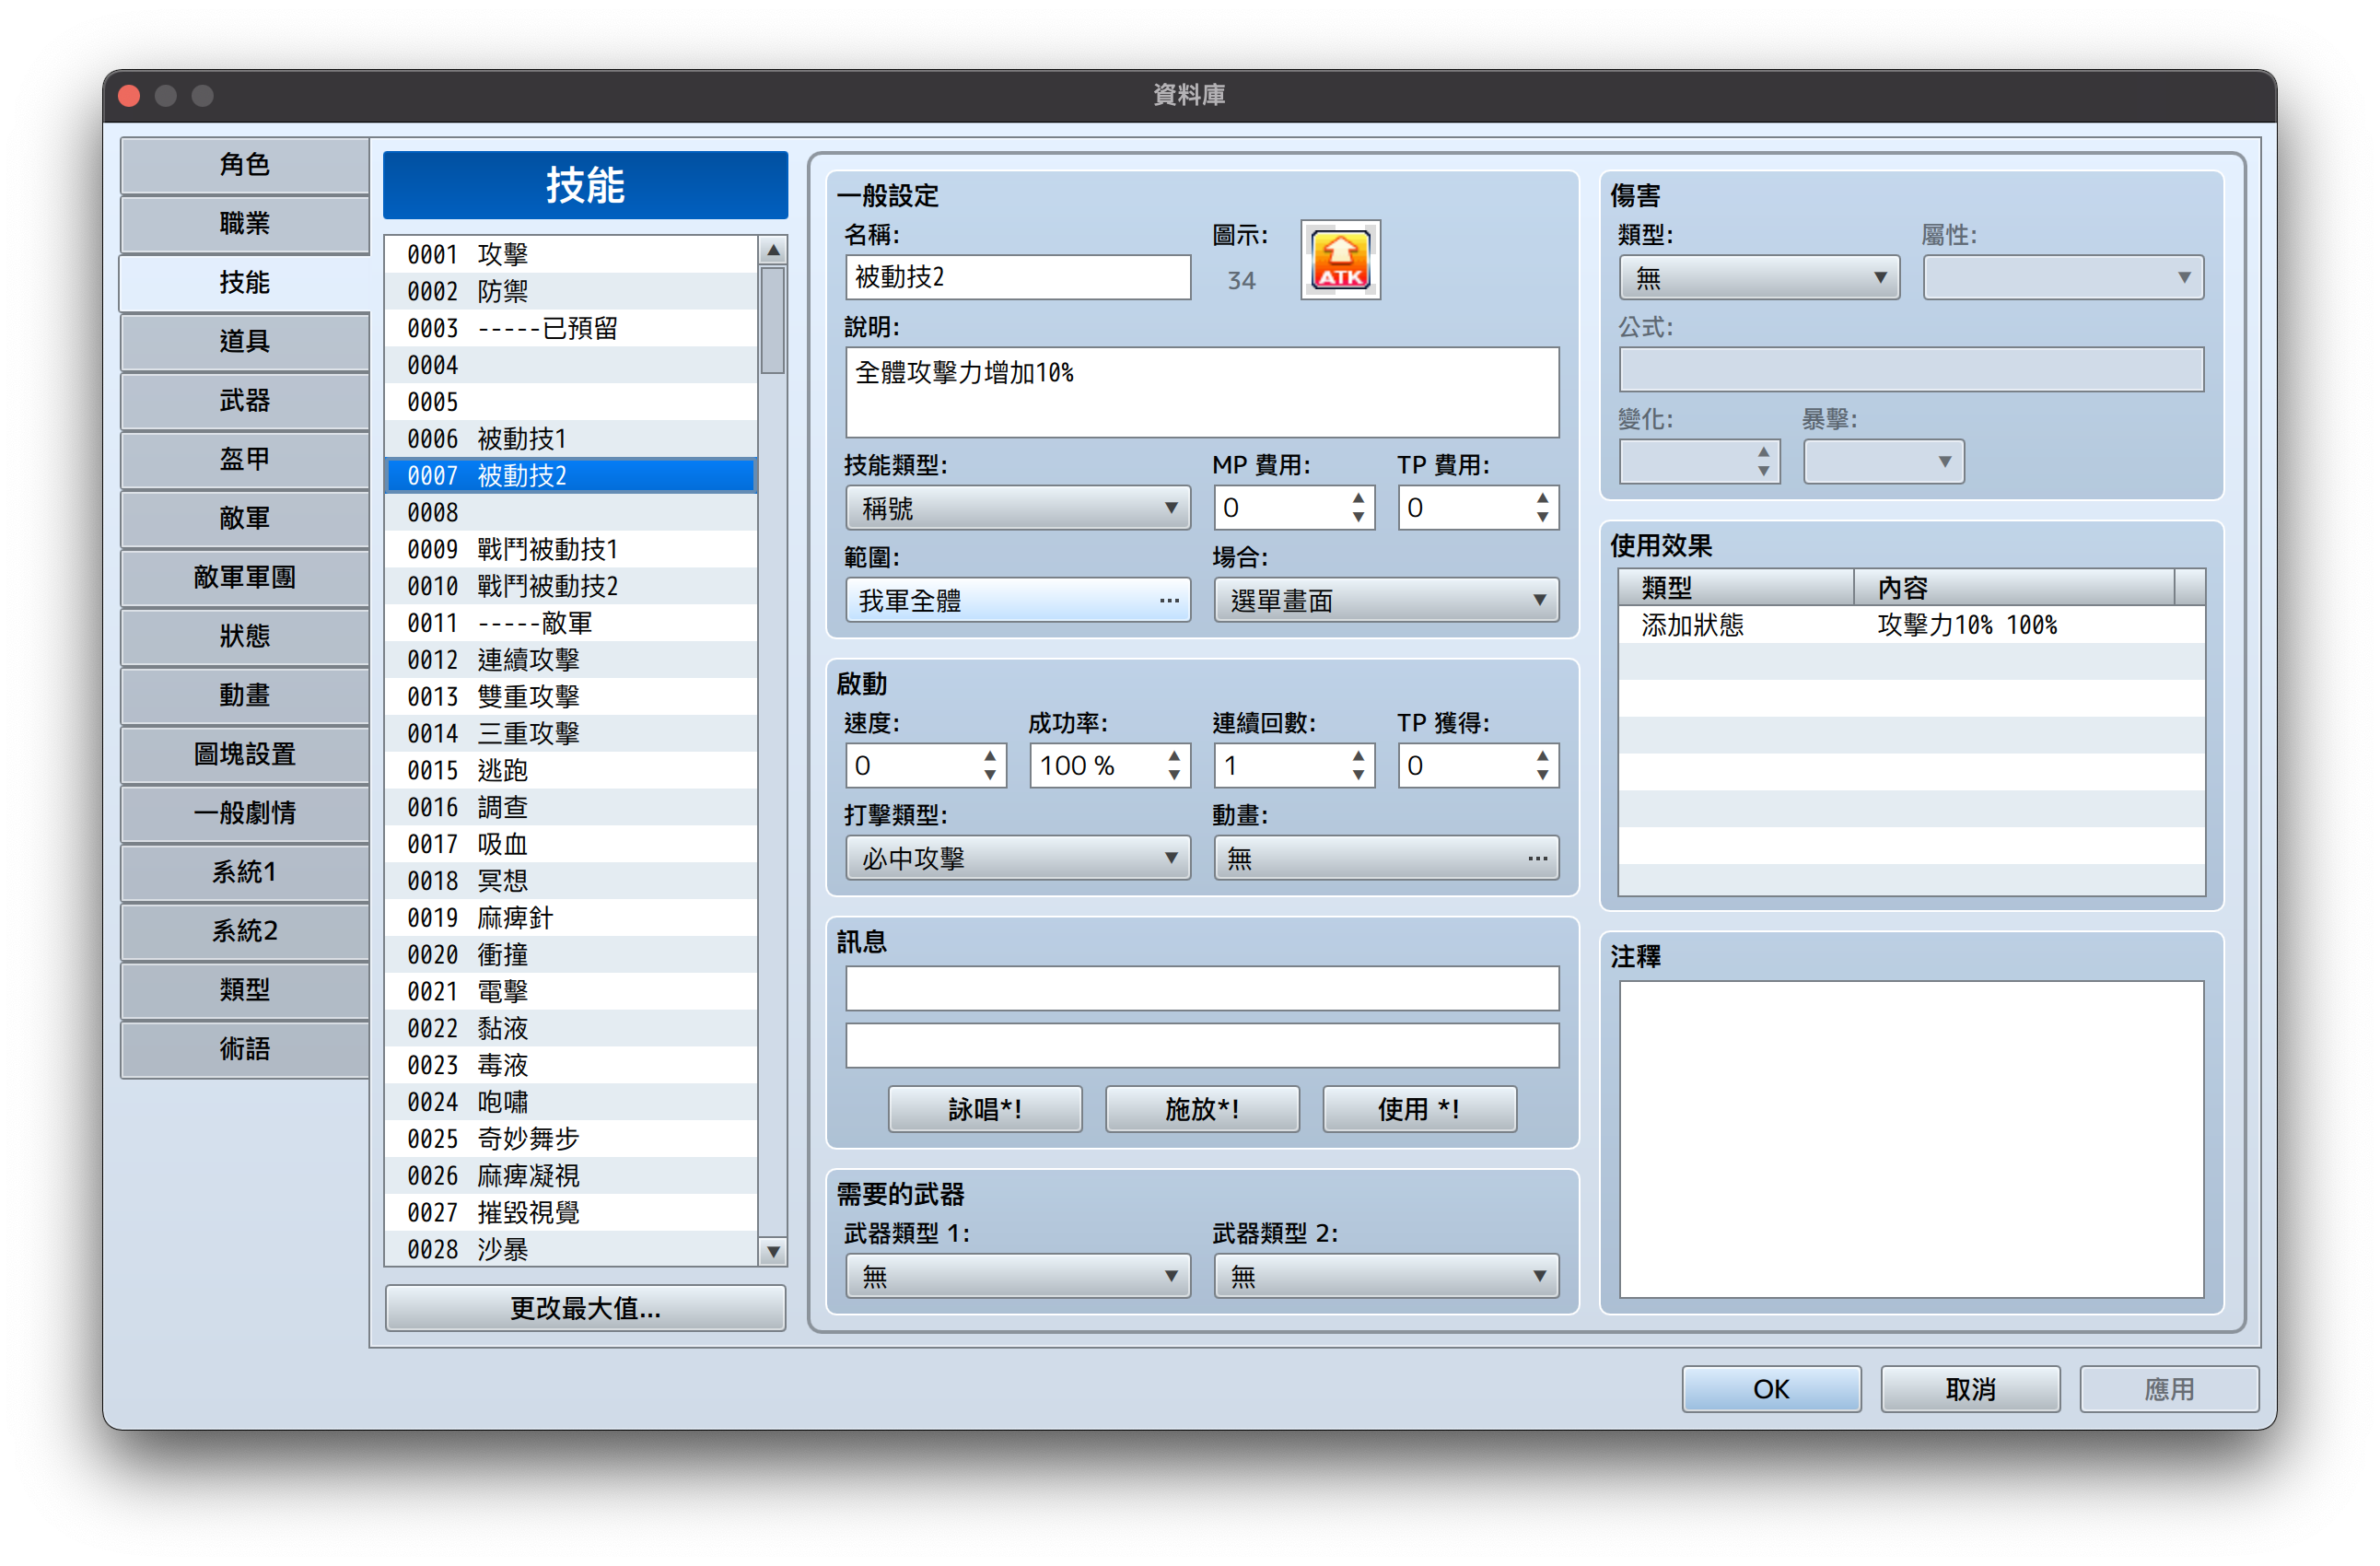 資料庫
角色
職業
技能
道具
武器
盔甲
敵軍
敵軍軍團
狀態
動畫
圖塊設置
一般劇情
系統1
系統2
類型
術語
技能
0001 攻擊
0002 防禦
0003 -----已預留
0004
0005
0006 被動技1
0007 被動技2
0008
0009 戰鬥被動技1
0010 戰鬥被動技2
0011 -----敵軍
0012 連續攻擊
0013 雙重攻擊
0014 三重攻擊
0015 逃跑
0016 調查
0017 吸血
0018 冥想
0019 麻痺針
0020 衝撞
0021 電擊
0022 黏液
0023 毒液
0024 咆嘯
0025 奇妙舞步
0026 麻痺凝視
0027 摧毀視覺
0028 沙暴
更改最大值...
一般設定
名稱: 圖示:
被動技2 34 ATK
說明:
全體攻擊力增加10%
技能類型: MP 費用: TP 費用:
稱號 0 0
範圍: 場合:
我軍全體 ... 選單畫面
啟動
速度: 成功率: 連續回數: TP 獲得:
0 100 % 1 0
打擊類型: 動畫:
必中攻擊 無 ...
訊息
詠唱*! 施放*! 使用 *!
需要的武器
武器類型 1: 武器類型 2:
無 無
傷害
類型: 屬性:
無
公式:
變化: 暴擊:
使用效果
類型 內容
添加狀態 攻擊力10% 100%
注釋
OK 取消 應用